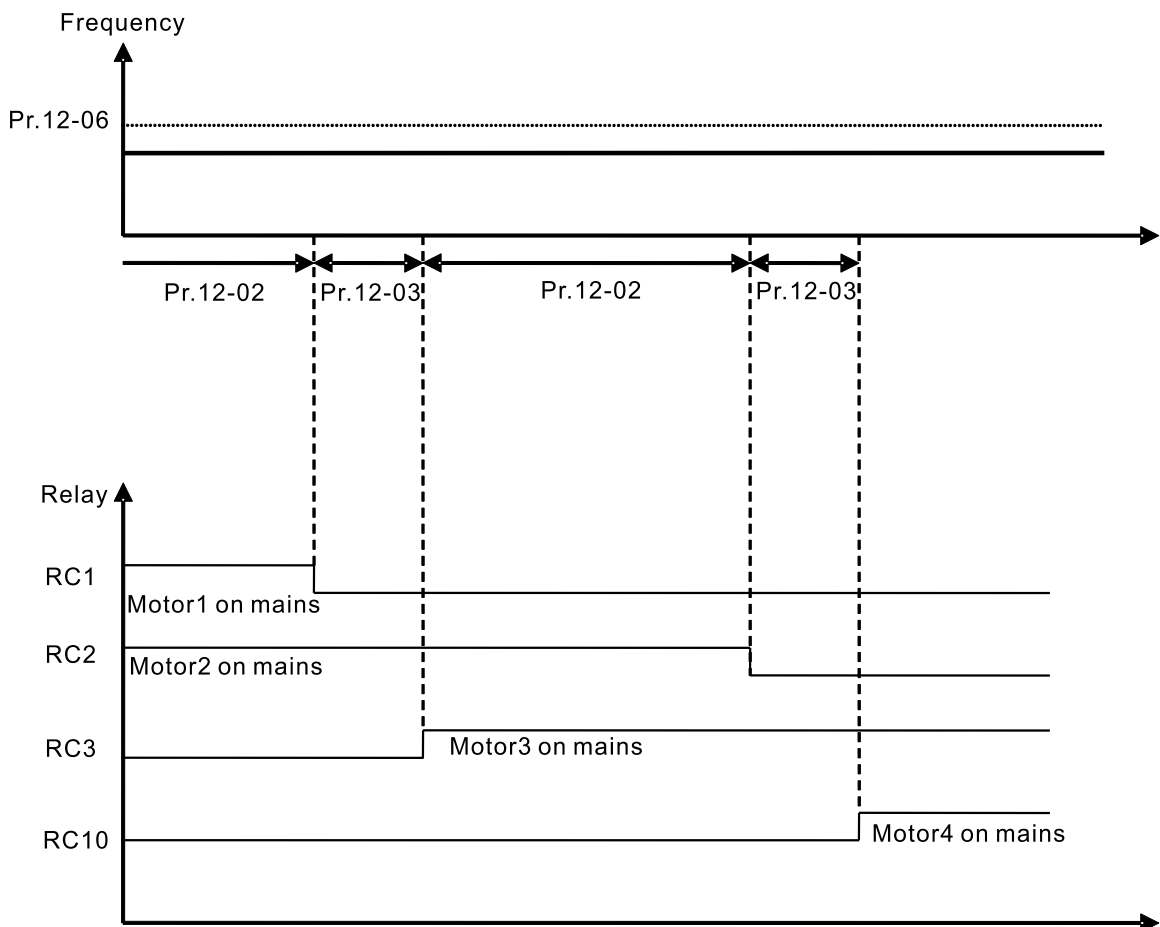 Frequency
Pr.12-06
Pr.12-02
Pr.12-03
Pr.12-02
Pr.12-03
Relay
RC1
Motor1 on mains
RC2
Motor2 on mains
RC3
Motor3 on mains
RC10
Motor4 on mains